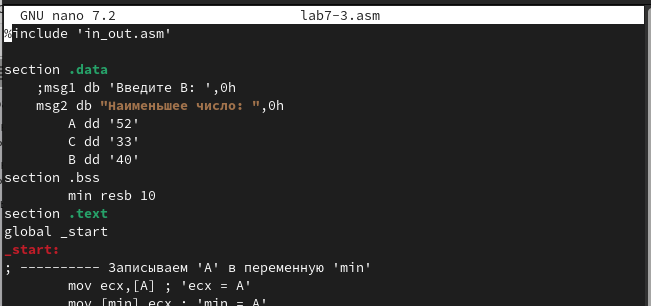 GNU nano 7.2 lab7-3.asm
%include 'in_out.asm'
section .data
;msg1 db 'Введите B: ',0h
msg2 db "Наименьшее число: ",0h
A dd '52'
C dd '33'
B dd '40'
section .bss
min resb 10
section .text
global _start
_start:
; ---------- Записываем 'A' в переменную 'min'
mov ecx,[A] ; 'ecx = A'
mov [min],ecx ; 'min = A'